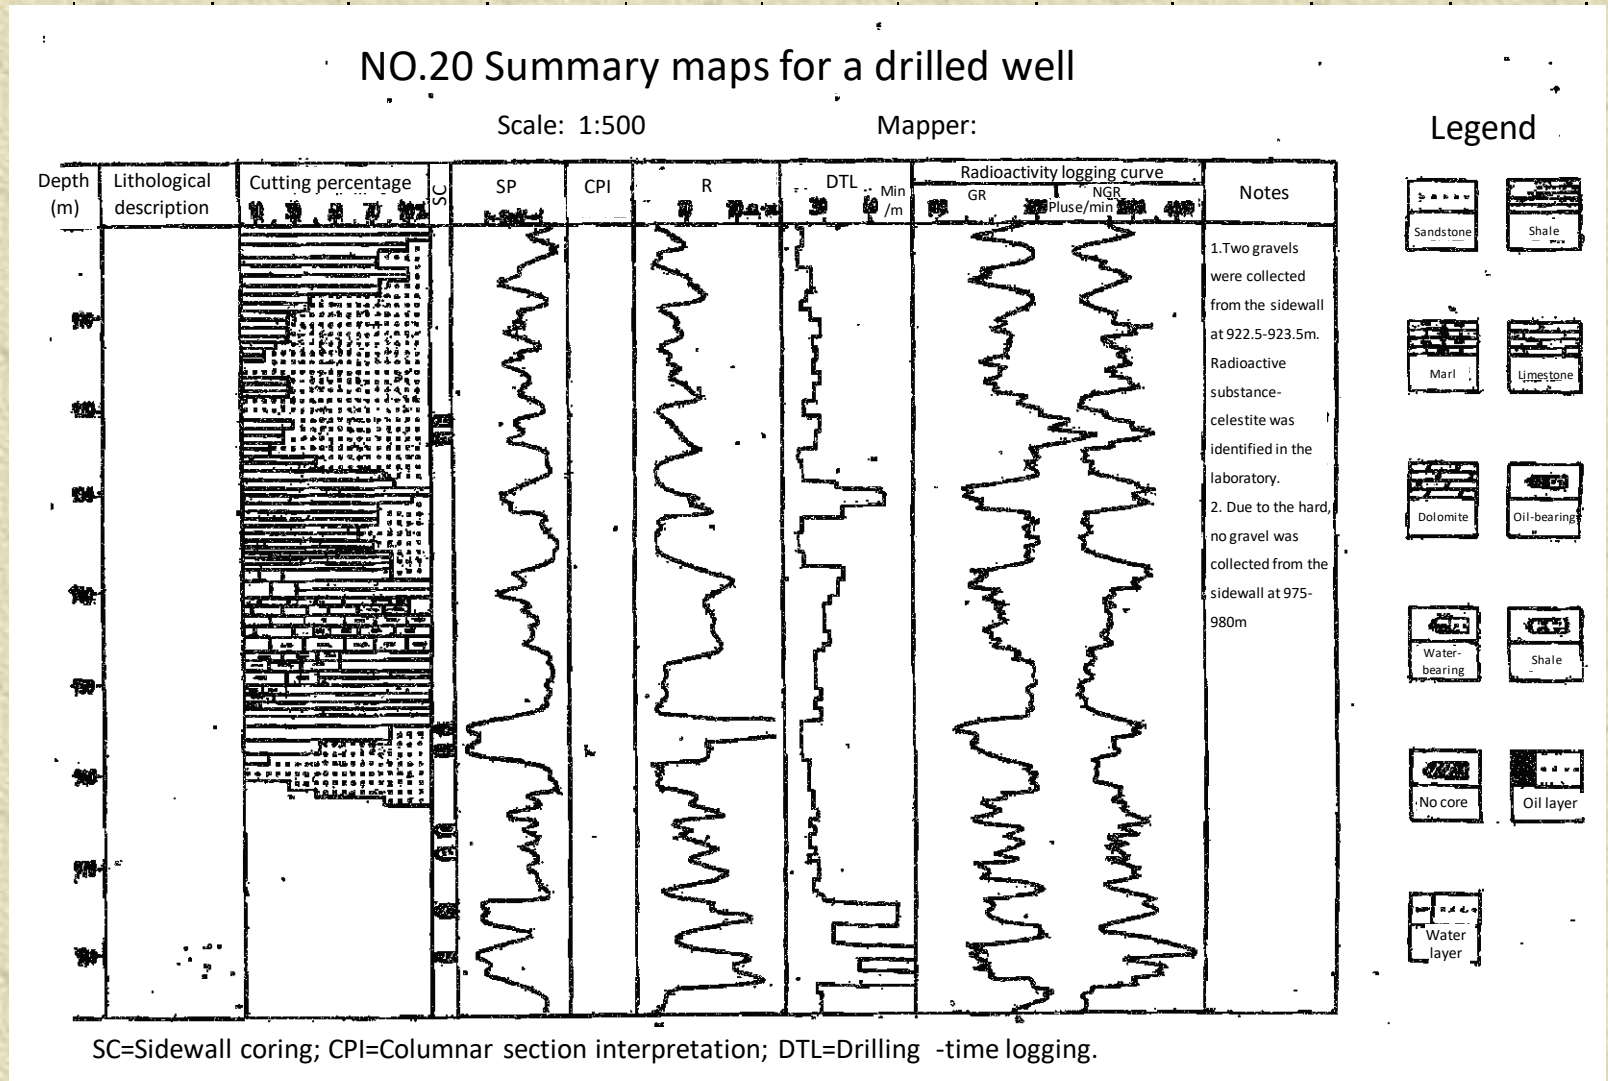 NO.20 Summary maps for a drilled well
Scale: 1:500
Mapper:
Legend
Depth (m)
Lithological description
Cutting percentage
SC
SP
CPI
R
DTL
Min /m
Radioactivity logging curve
GR
NGR
Pluse/min
Notes
1.Two gravels
were collected
from the sidewall
at 922.5-923.5m.
Radioactive
substance-
celestite was
identified in the
laboratory.
2. Due to the hard,
no gravel was
collected from the
sidewall at 975-
980m
Sandstone
Shale
Marl
Limestone
Dolomite
Oil-bearing
Water-
bearing
Shale
No core
Oil layer
Water
layer
SC=Sidewall coring; CPI=Columnar section interpretation; DTL=Drilling -time logging.